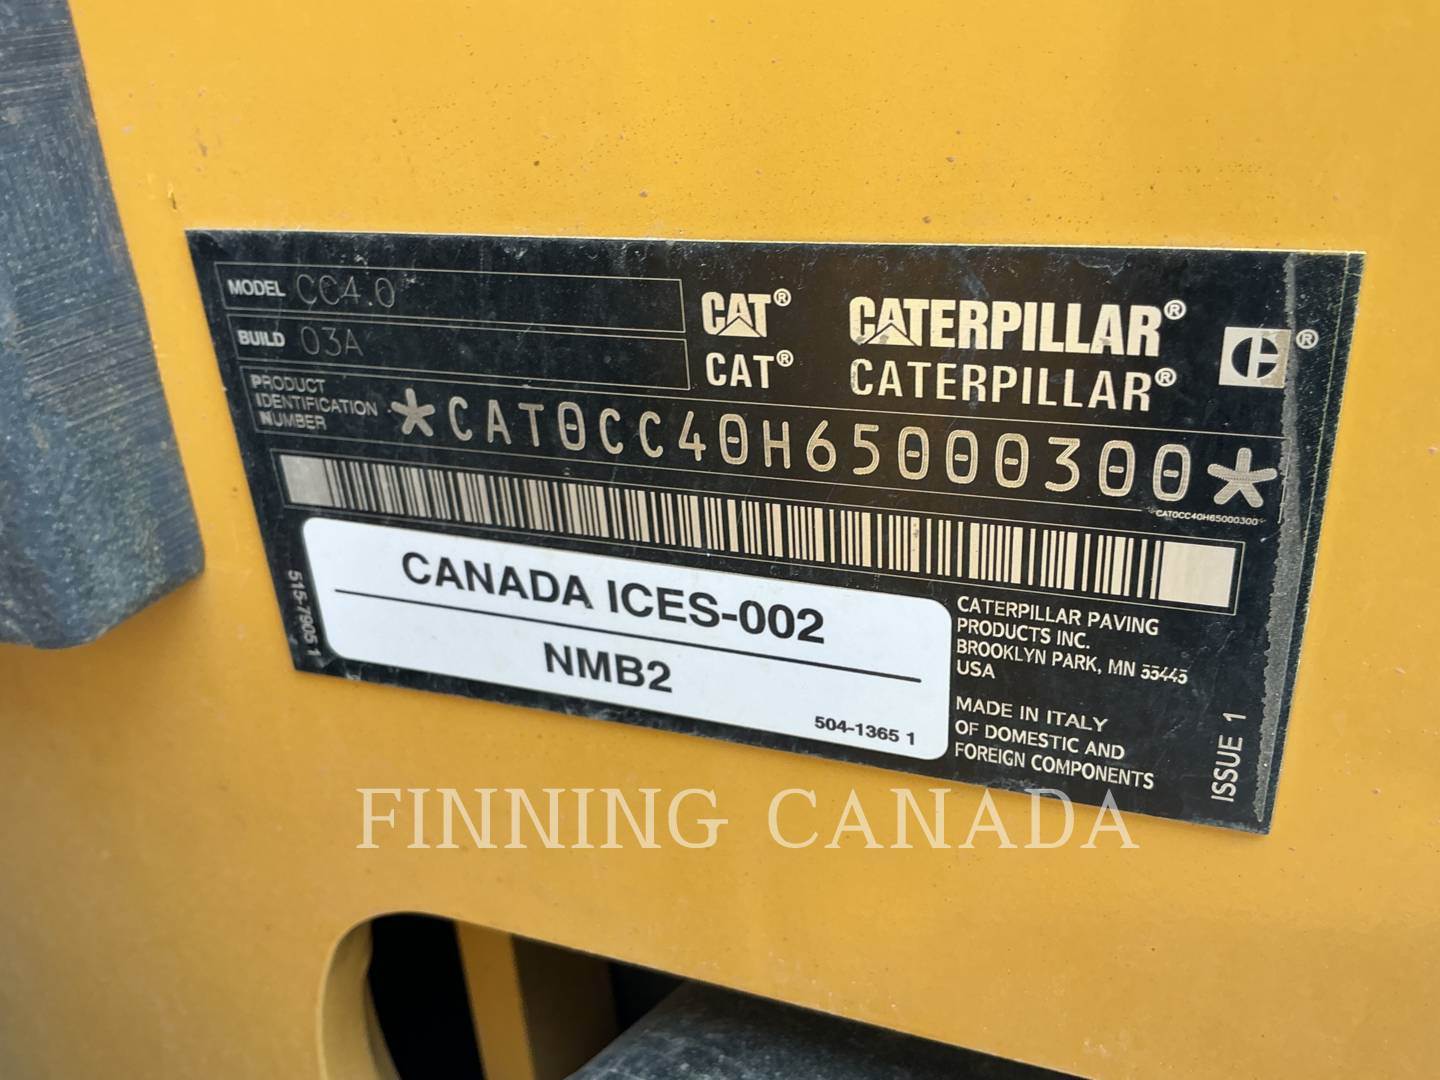 MODEL CC4.0
BUILD 03A
CAT® CATERPILLAR®
CAT® CATERPILLAR®
PRODUCT
IDENTIFICATION
NUMBER
*CAT0CC40H65000300*
CAT0CC40H65000300
515-7905 1
CANADA ICES-002
NMB2
504-1365 1
CATERPILLAR PAVING
PRODUCTS INC.
BROOKLYN PARK, MN 55445
USA
MADE IN ITALY
OF DOMESTIC AND
FOREIGN COMPONENTS
ISSUE 1
FINNING CANADA